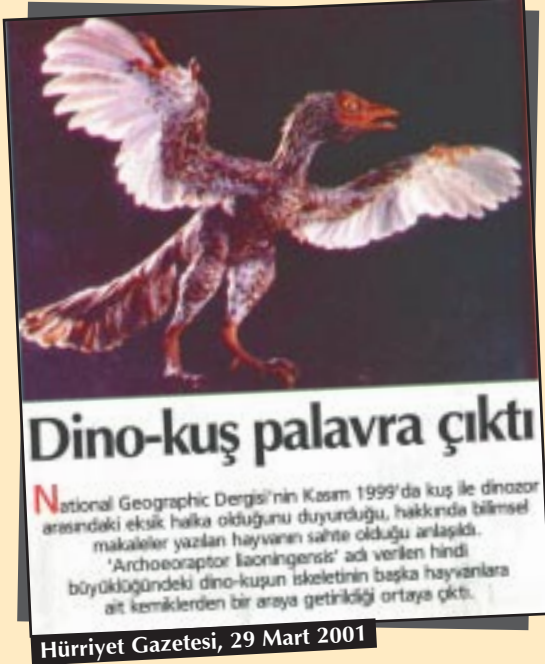 Dino-kuş palavra çıktı
National Geographic Dergisi'nin Kasım 1999'da kuş ile dinozor
arasındaki eksik halka olduğunu duyurduğu, hakkında bilimsel
makaleler yazılan hayvanın sahte olduğu anlaşıldı.
'Archoeoraptor liaoningensis' adı verilen hindi
büyüklüğündeki dino-kuşun iskeletinin başka hayvanlara
ait kemiklerden bir araya getirildiği ortaya çıktı.
Hürriyet Gazetesi, 29 Mart 2001